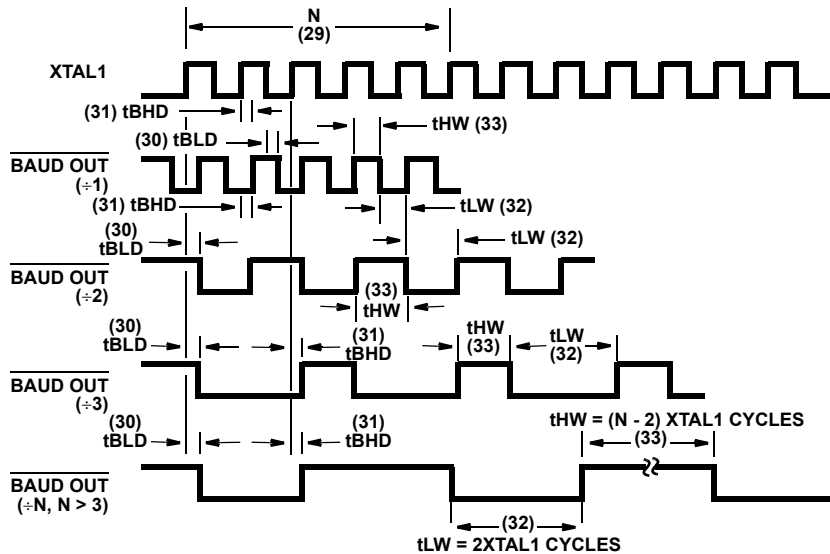 N
(29)
XTAL1
(31) tBHD
tHW (33)
(30) tBLD
BAUD OUT
(÷1)
(31) tBHD
tLW (32)
(30)
tBLD
tLW (32)
BAUD OUT
(÷2)
(33)
tHW
(30)
tBLD
(31)
tBHD
tHW
(33)
tLW
(32)
BAUD OUT
(÷3)
(30)
tBLD
(31)
tBHD
tHW = (N - 2) XTAL1 CYCLES
(33)
BAUD OUT
(÷N, N > 3)
(32)
tLW = 2XTAL1 CYCLES